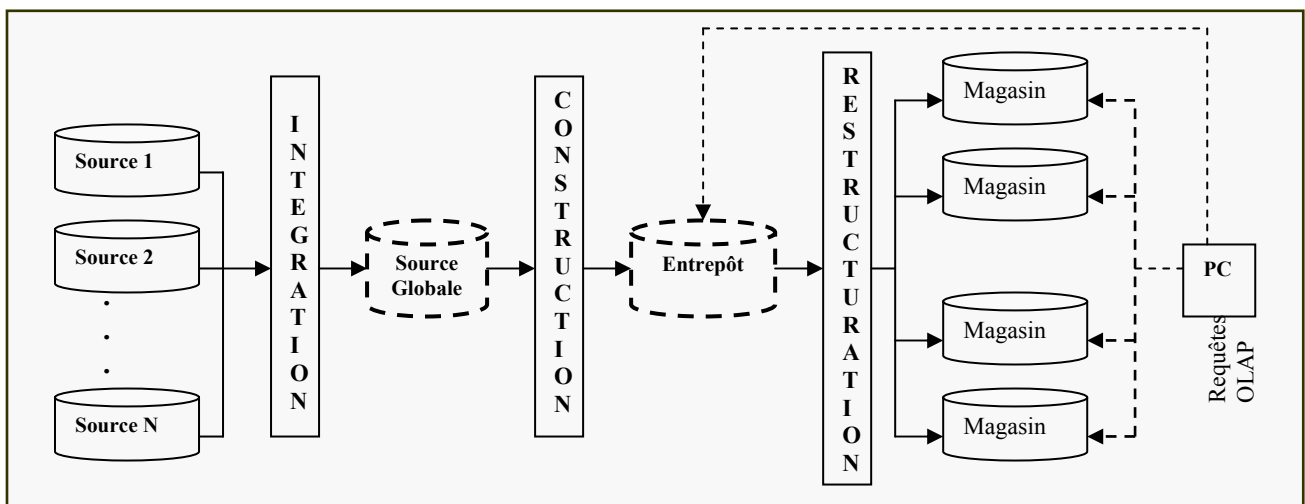 Source 1
Source 2
.
.
.
Source N
INTEGRATION
Source
Globale
CONSTRUCTION
Entrepôt
RESTRUCTURATION
Magasin
Magasin
Magasin
Magasin
PC
Requêtes
OLAP